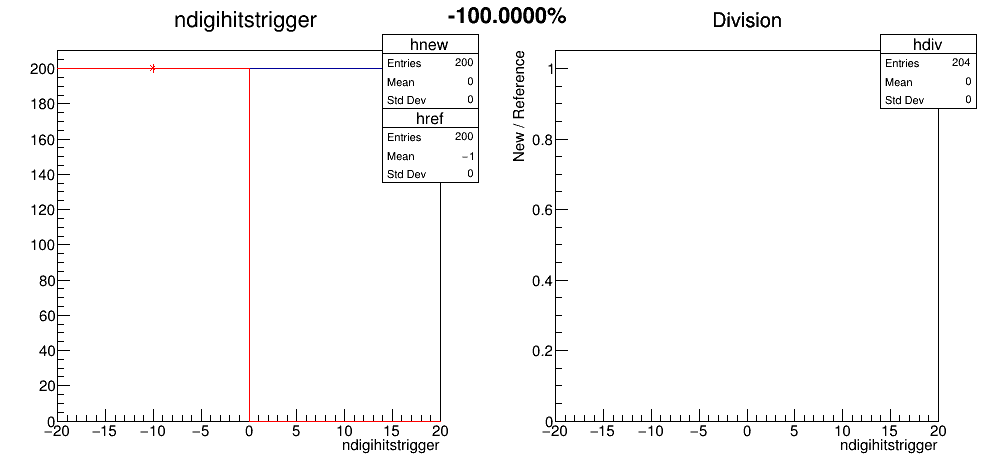 -100.0000%
ndigihitstrigger
hnew
Entries 200
Mean 0
Std Dev 0
href
Entries 200
Mean −1
Std Dev 0
200
180
160
140
120
100
80
60
40
20
0
−20 −15 −10 −5 0 5 10 15 20
ndigihitstrigger
Division
hdiv
Entries 204
Mean 0
Std Dev 0
New / Reference
1
0.8
0.6
0.4
0.2
0
−20 −15 −10 −5 0 5 10 15 20
ndigihitstrigger